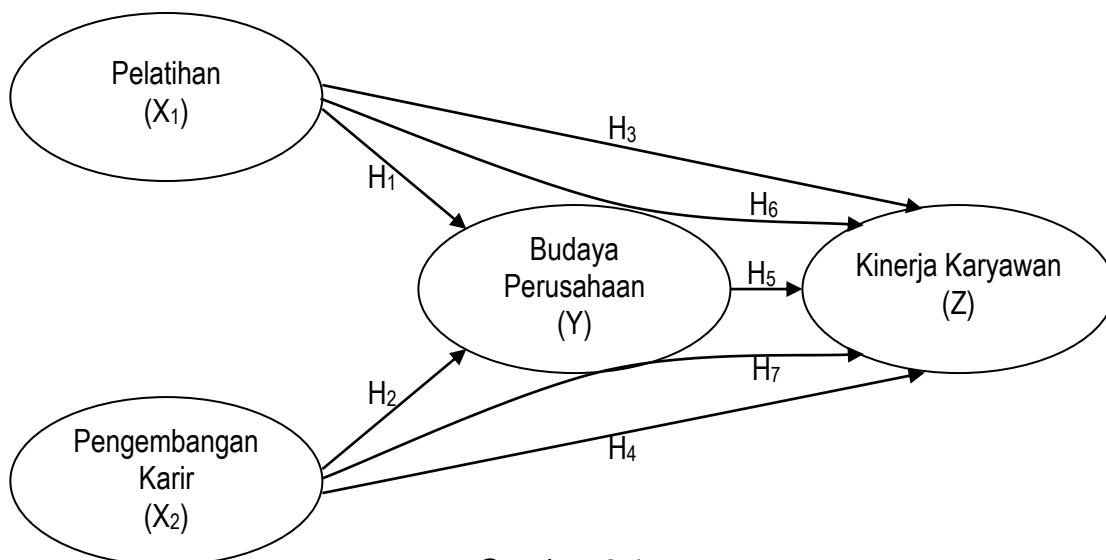 Pelatihan
(X₁)
H₃
H₁
H₆
Budaya
Perusahaan
(Y)
H₅
Kinerja Karyawan
(Z)
H₂
H₇
Pengembangan
Karir
(X₂)
H₄